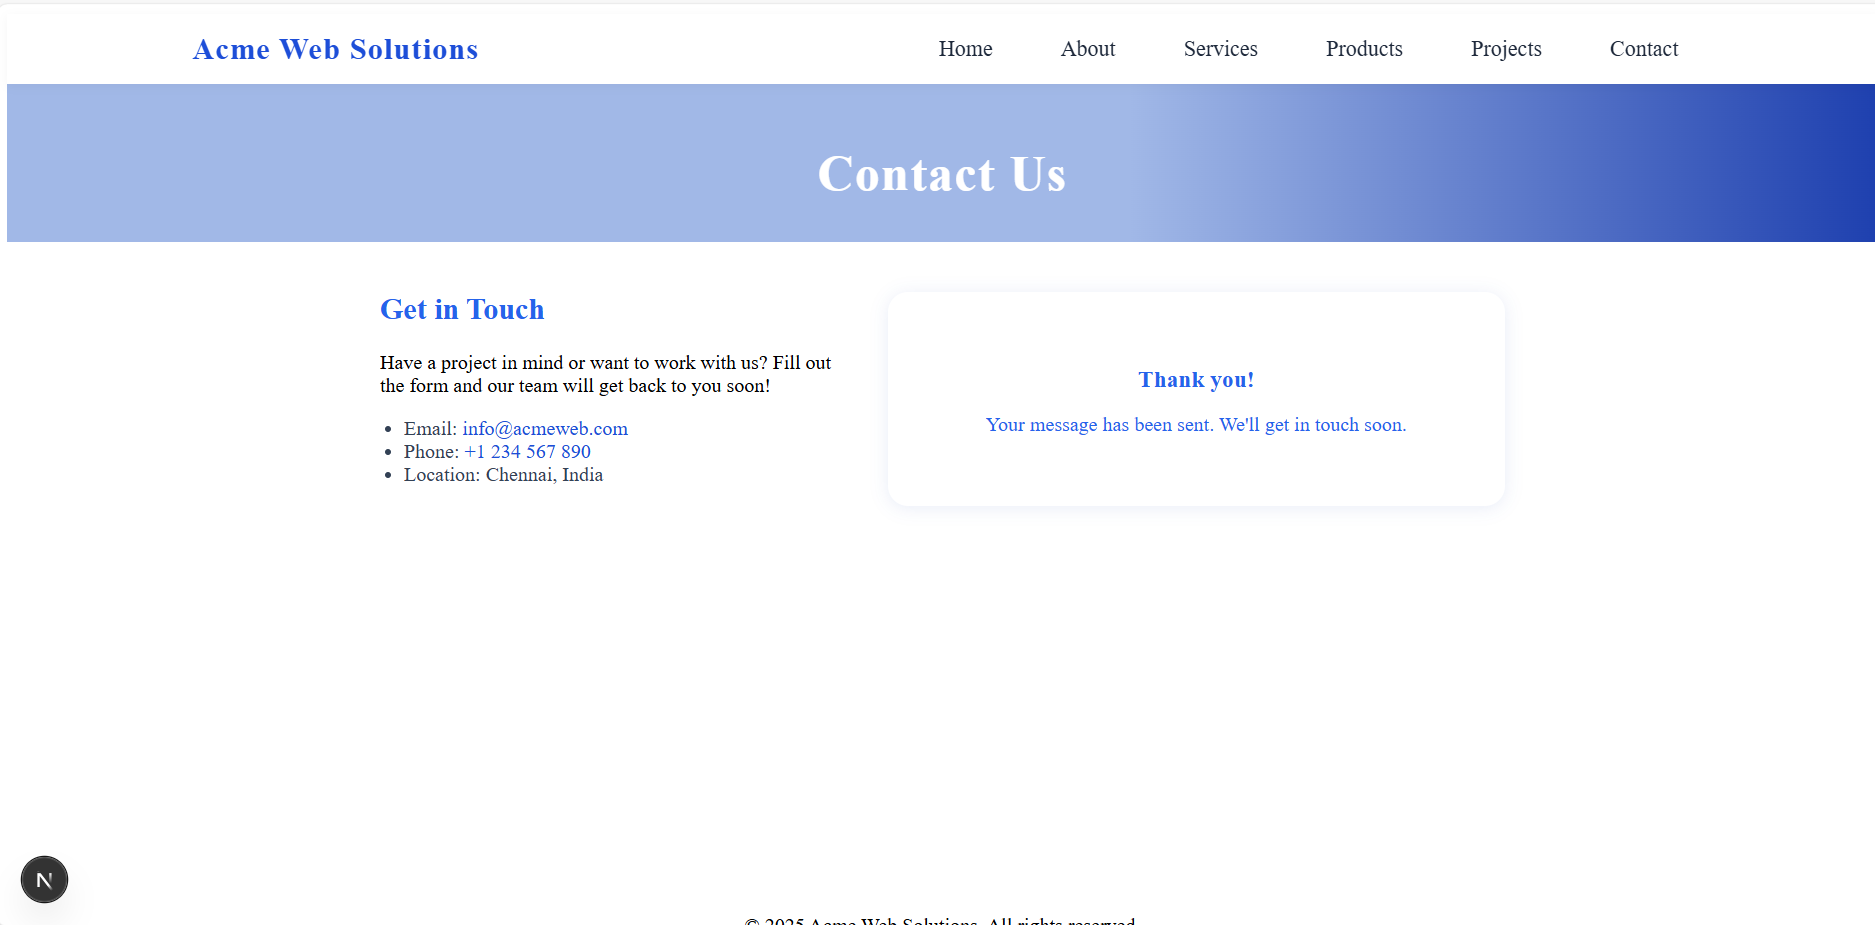 Acme Web Solutions
Home About Services Products Projects Contact
Contact Us
Get in Touch
Have a project in mind or want to work with us? Fill out
the form and our team will get back to you soon!
Email: info@acmeweb.com
Phone: +1 234 567 890
Location: Chennai, India
Thank you!
Your message has been sent. We'll get in touch soon.
N
© 2025 Acme Web Solutions. All rights reserved.